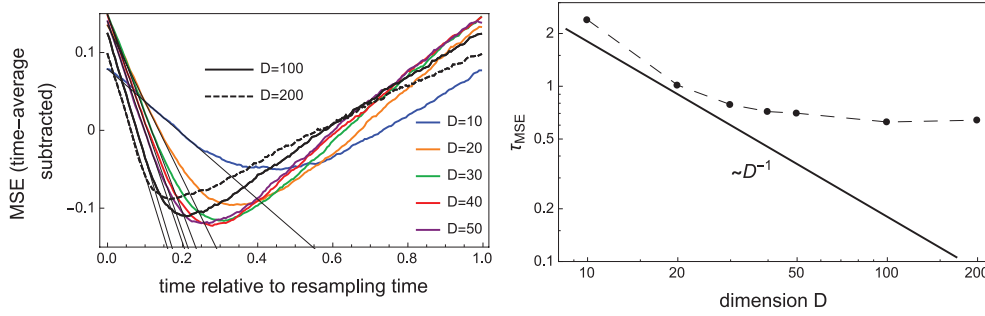 MSE (time-average
subtracted)
0.1
0
-0.1
0.0 0.2 0.4 0.6 0.8 1.0
time relative to resampling time
D=100
D=200
D=10
D=20
D=30
D=40
D=50
τMSE
2
1
0.5
0.2
0.1
~D⁻¹
10 20 50 100 200
dimension D